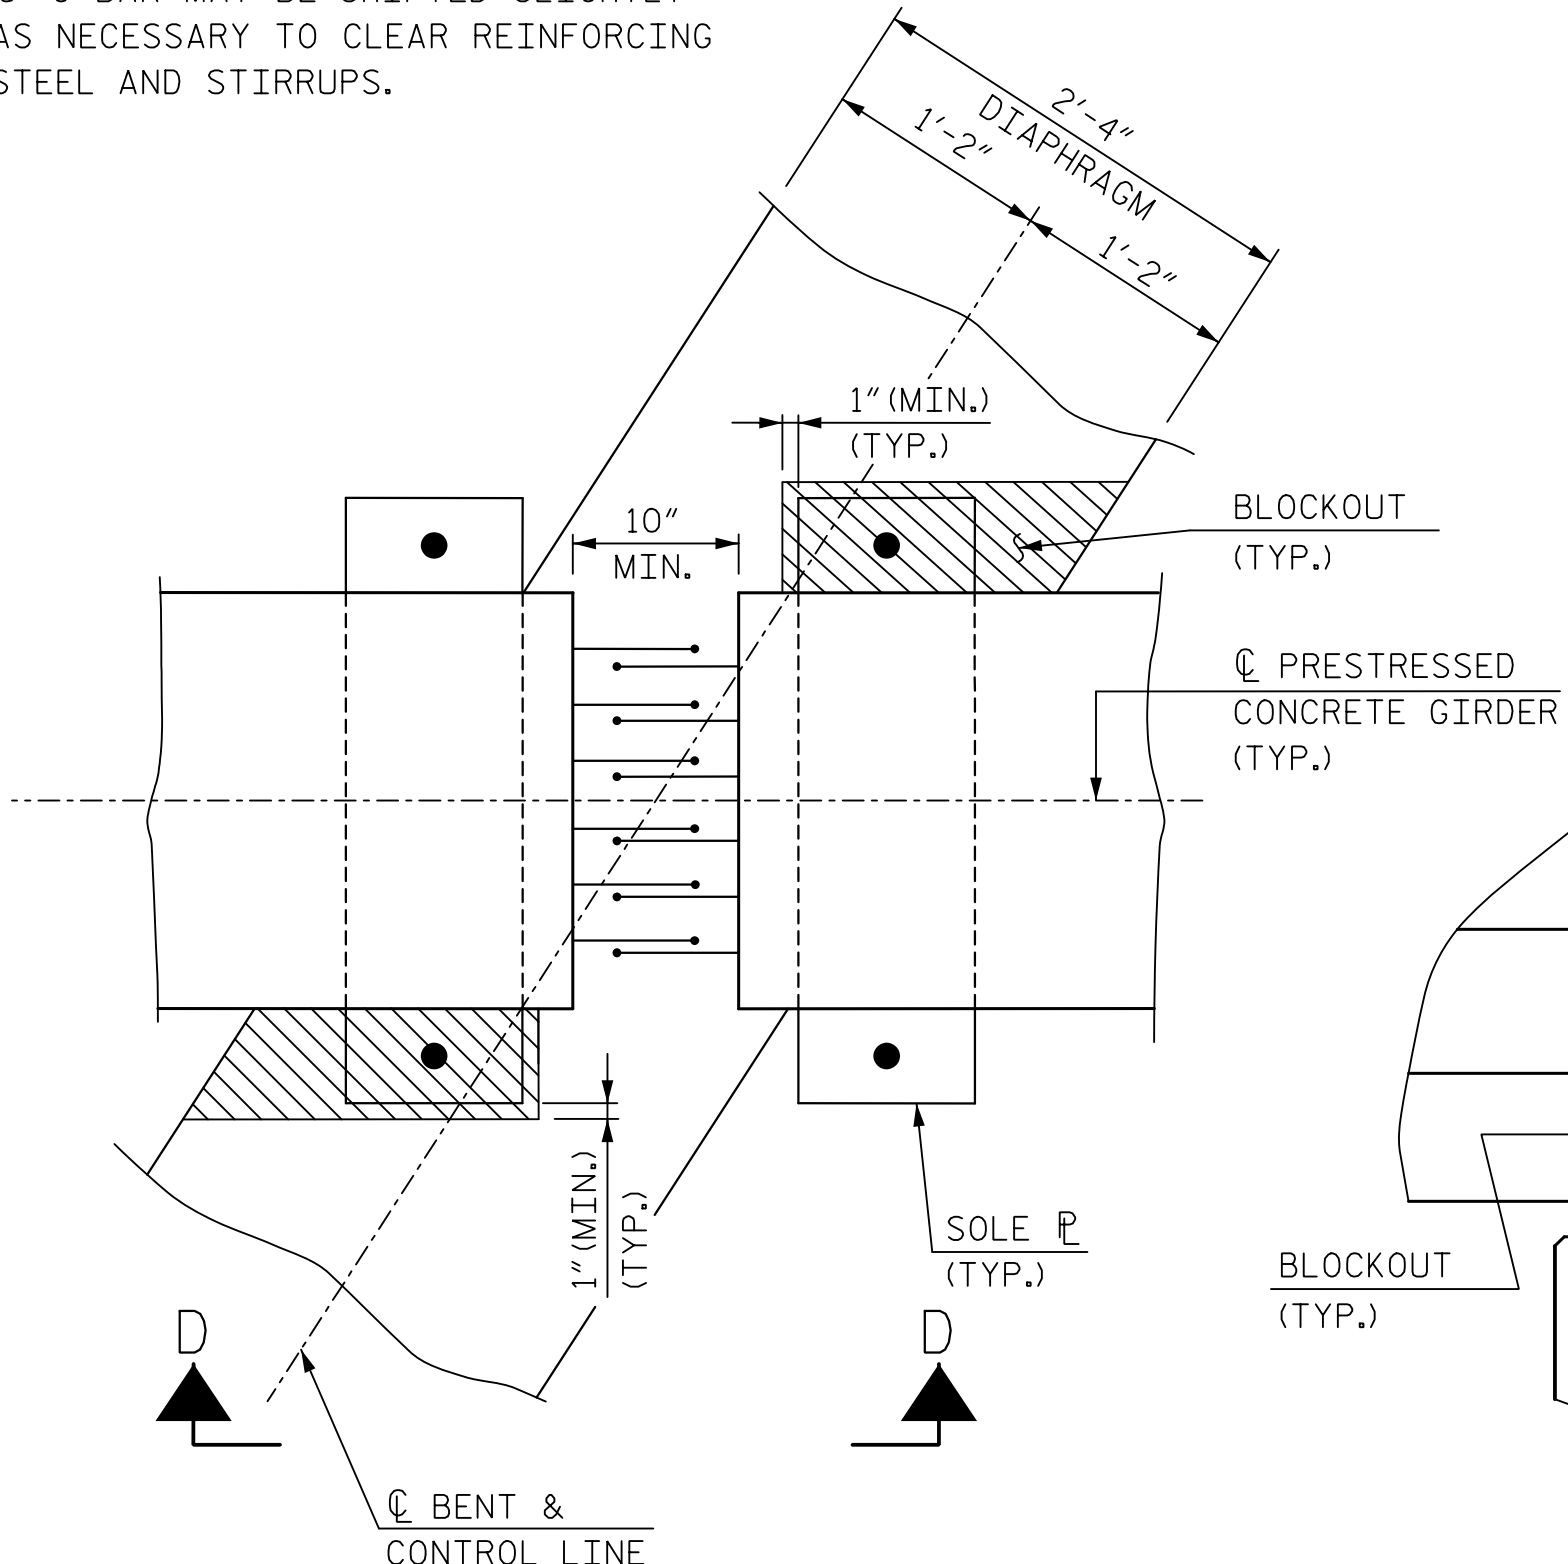 AS NECESSARY TO CLEAR REINFORCING
STEEL AND STIRRUPS.
2'-4"
DIAPHRAGM
1'-2"
1'-2"
1"(MIN.)
(TYP.)
10"
MIN.
BLOCKOUT
(TYP.)
℄ PRESTRESSED
CONCRETE GIRDER
(TYP.)
1"(MIN.)
(TYP.)
SOLE ⅊
(TYP.)
BLOCKOUT
(TYP.)
D
D
℄ BENT &
CONTROL LINE